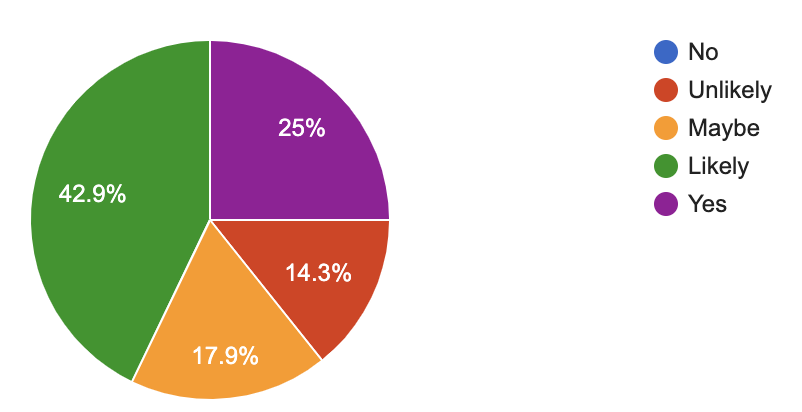 No
Unlikely
Maybe
Likely
Yes
25%
42.9%
14.3%
17.9%